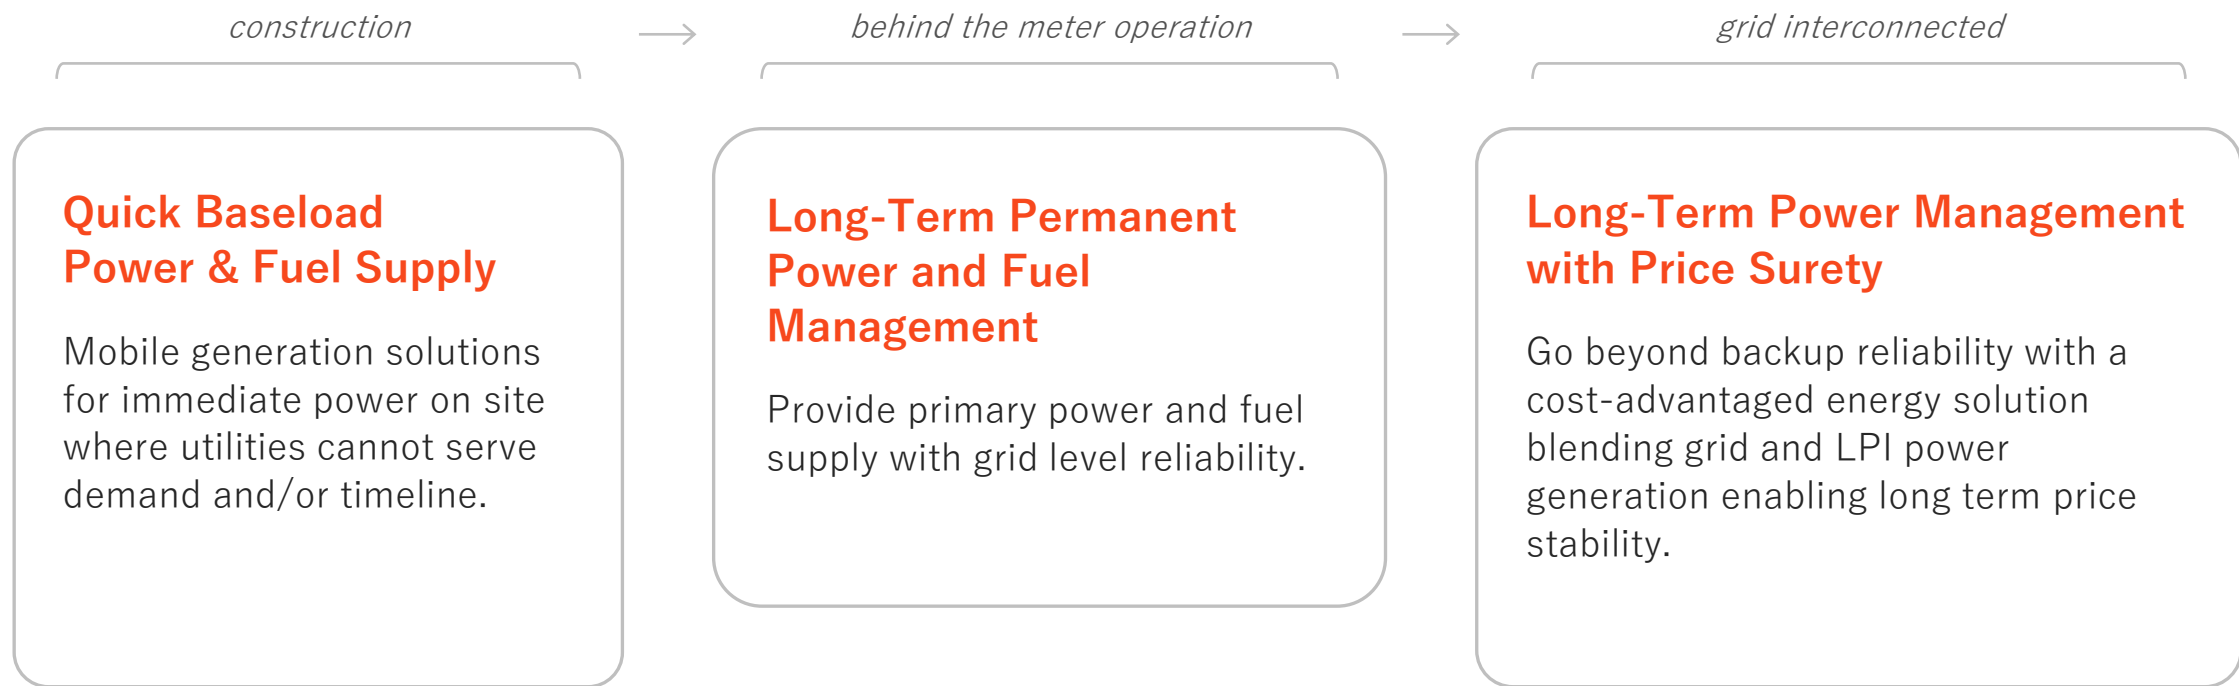 construction
Quick Baseload
Power & Fuel Supply
Mobile generation solutions
for immediate power on site
where utilities cannot serve
demand and/or timeline.
behind the meter operation
Long-Term Permanent
Power and Fuel
Management
Provide primary power and fuel
supply with grid level reliability.
grid interconnected
Long-Term Power Management
with Price Surety
Go beyond backup reliability with a
cost-advantaged energy solution
blending grid and LPI power
generation enabling long term price
stability.